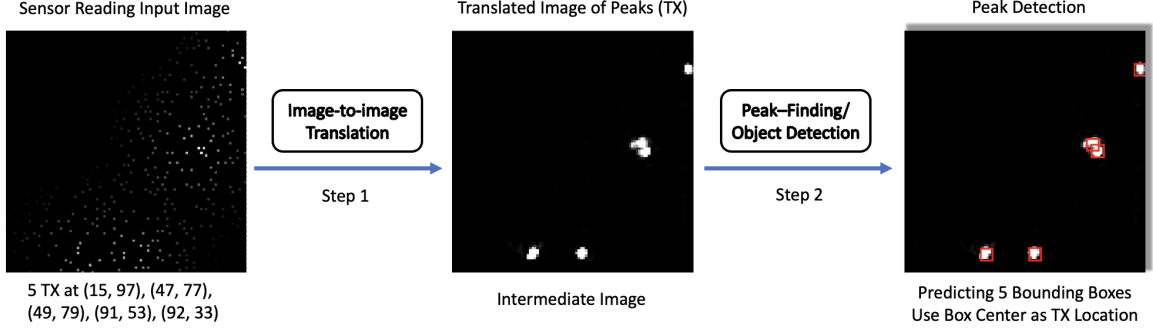 Sensor Reading Input Image
Translated Image of Peaks (TX)
Peak Detection
Image-to-image
Translation
Step 1
Peak–Finding/
Object Detection
Step 2
5 TX at (15, 97), (47, 77),
(49, 79), (91, 53), (92, 33)
Intermediate Image
Predicting 5 Bounding Boxes
Use Box Center as TX Location